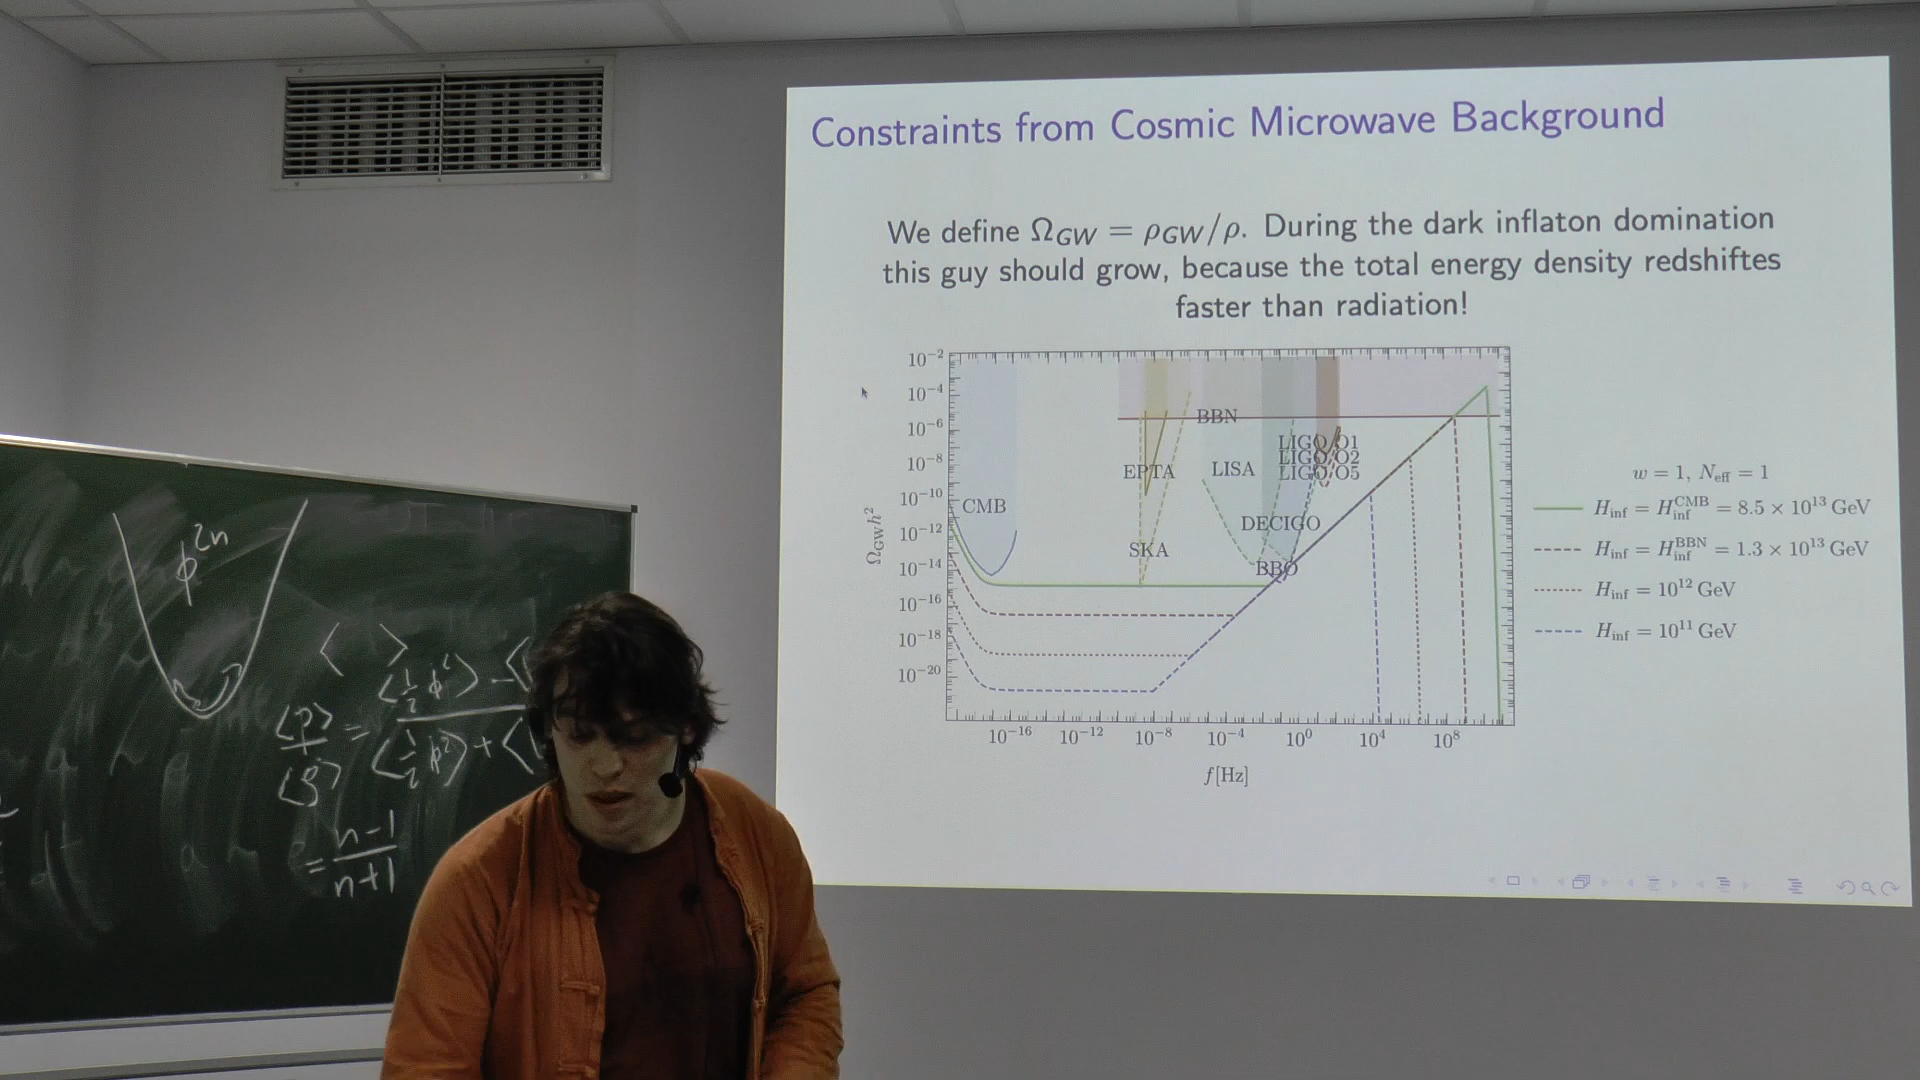 Constraints from Cosmic Microwave Background
We define Ω_GW = ρ_GW/ρ. During the dark inflaton domination
this guy should grow, because the total energy density redshiftes
faster than radiation!
10^−2
10^−4
10^−6
10^−8
10^−10
10^−12
10^−14
10^−16
10^−18
10^−20
Ω_GW h^2
BBN
LIGO/O1
LIGO/O2
LIGO/O5
EPTA
LISA
CMB
DECIGO
SKA
BBO
10^−16 10^−12 10^−8 10^−4 10^0 10^4 10^8
f[Hz]
w = 1, N_eff = 1
H_inf = H_inf^CMB = 8.5 × 10^13 GeV
H_inf = H_inf^BBN = 1.3 × 10^13 GeV
H_inf = 10^12 GeV
H_inf = 10^11 GeV
ϕ^2n
< >
= n−1
n+1